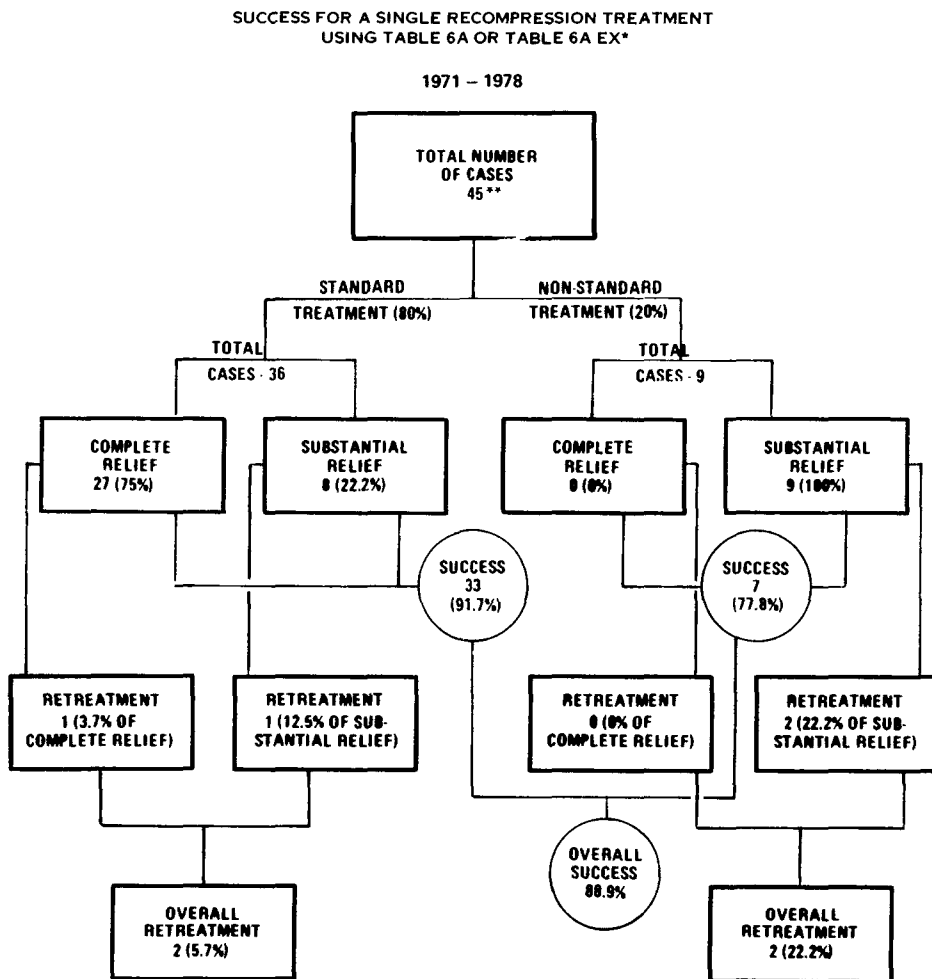 SUCCESS FOR A SINGLE RECOMPRESSION TREATMENT
USING TABLE 6A OR TABLE 6A EX*
1971 – 1978
TOTAL NUMBER
OF CASES
45**
STANDARD
TREATMENT (80%)
NON-STANDARD
TREATMENT (20%)
TOTAL
CASES - 36
TOTAL
CASES - 9
COMPLETE
RELIEF
27 (75%)
SUBSTANTIAL
RELIEF
8 (22.2%)
COMPLETE
RELIEF
0 (0%)
SUBSTANTIAL
RELIEF
9 (100%)
SUCCESS
33
(91.7%)
SUCCESS
7
(77.8%)
RETREATMENT
1 (3.7% OF
COMPLETE RELIEF)
RETREATMENT
1 (12.5% OF SUB-
STANTIAL RELIEF)
RETREATMENT
0 (0% OF
COMPLETE RELIEF)
RETREATMENT
2 (22.2% OF SUB-
STANTIAL RELIEF)
OVERALL
SUCCESS
88.9%
OVERALL
RETREATMENT
2 (5.7%)
OVERALL
RETREATMENT
2 (22.2%)